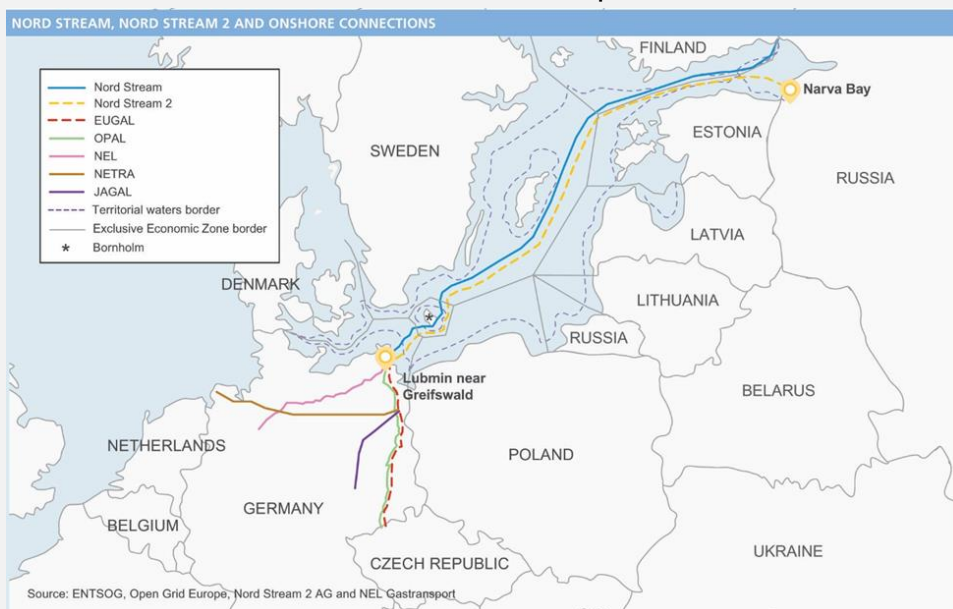 NORD STREAM, NORD STREAM 2 AND ONSHORE CONNECTIONS
Nord Stream
Nord Stream 2
EUGAL
OPAL
NEL
NETRA
JAGAL
Territorial waters border
Exclusive Economic Zone border
* Bornholm
FINLAND
Narva Bay
ESTONIA
SWEDEN
RUSSIA
LATVIA
DENMARK
LITHUANIA
*
RUSSIA
Lubmin near
Greifswald
BELARUS
NETHERLANDS
POLAND
GERMANY
BELGIUM
UKRAINE
CZECH REPUBLIC
Source: ENTSOG, Open Grid Europe, Nord Stream 2 AG and NEL Gastransport